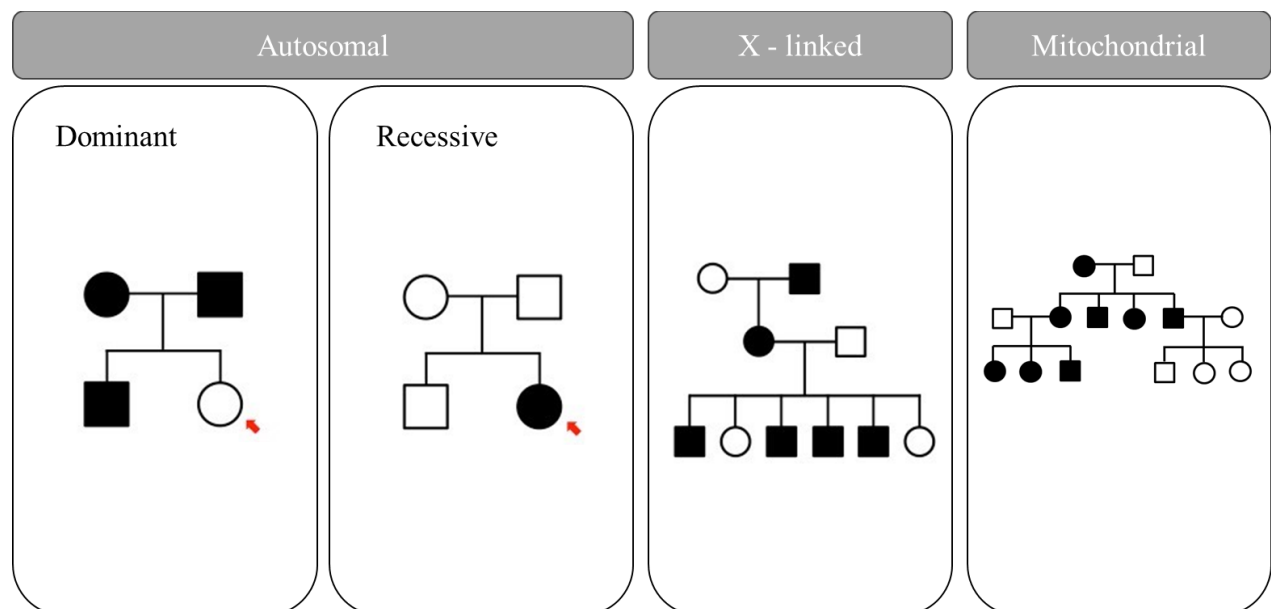 Autosomal
X - linked
Mitochondrial
Dominant
Recessive